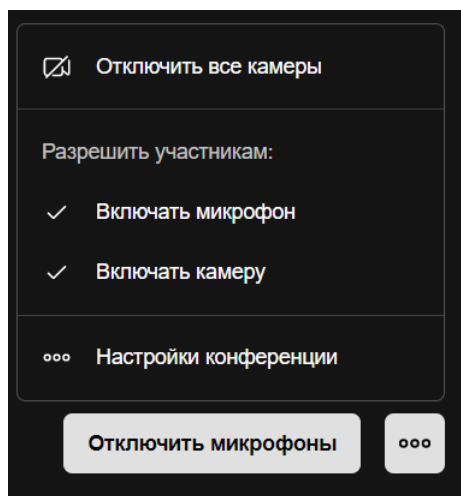 Отключить все камеры
Разрешить участникам:
Включать микрофон
Включать камеру
Настройки конференции
Отключить микрофоны